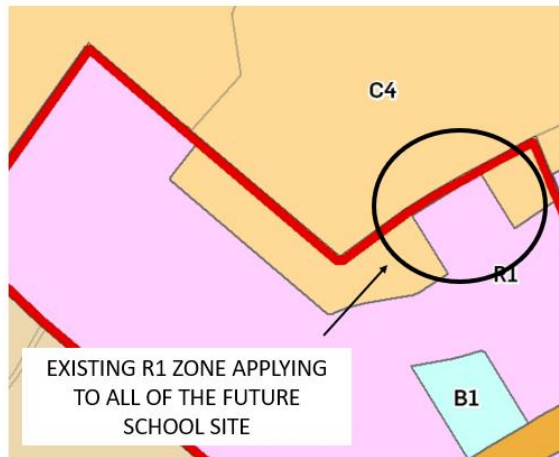 C4
R1
EXISTING R1 ZONE APPLYING
TO ALL OF THE FUTURE
SCHOOL SITE
B1